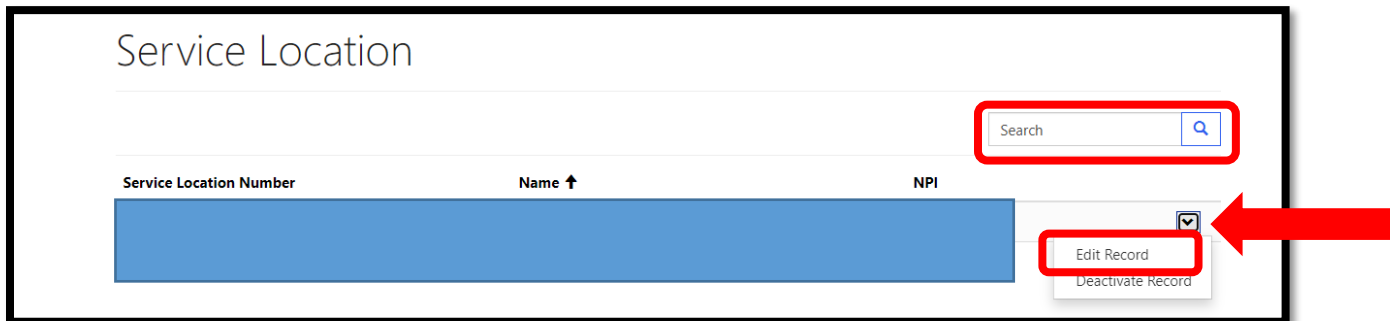 Service Location
Search
Service Location Number Name NPI
Edit Record
Deactivate Record